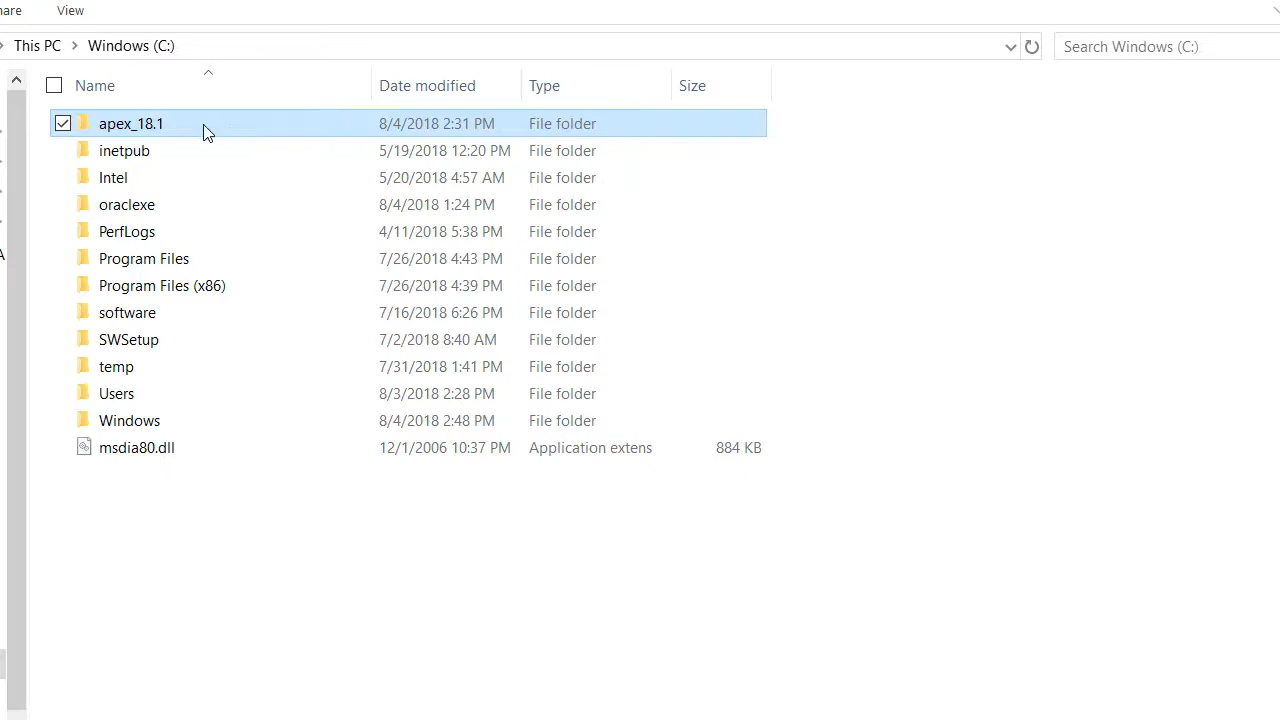 hare View
This PC Windows (C:) Search Windows (C:)
Name Date modified Type Size
apex_18.1 8/4/2018 2:31 PM File folder
inetpub 5/19/2018 12:20 PM File folder
Intel 5/20/2018 4:57 AM File folder
oraclexe 8/4/2018 1:24 PM File folder
PerfLogs 4/11/2018 5:38 PM File folder
Program Files 7/26/2018 4:43 PM File folder
Program Files (x86) 7/26/2018 4:39 PM File folder
software 7/16/2018 6:26 PM File folder
SWSetup 7/2/2018 8:40 AM File folder
temp 7/31/2018 1:41 PM File folder
Users 8/3/2018 2:28 PM File folder
Windows 8/4/2018 2:48 PM File folder
msdia80.dll 12/1/2006 10:37 PM Application extens 884 KB